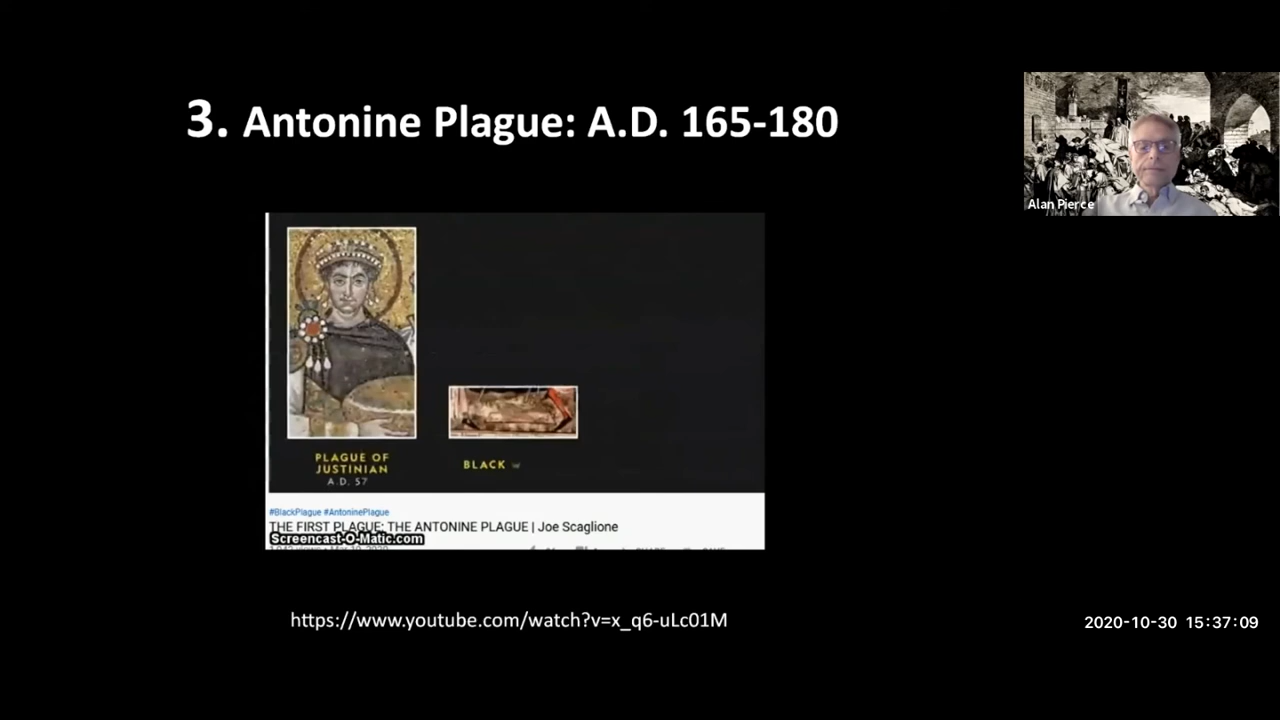 3. Antonine Plague: A.D. 165-180
Alan Pierce
PLAGUE OF
JUSTINIAN
A.D. 57
BLACK
#BlackPlague #AntoninePlague
THE FIRST PLAGUE: THE ANTONINE PLAGUE | Joe Scaglione
Screencast-O-Matic.com
https://www.youtube.com/watch?v=x_q6-uLc01M
2020-10-30 15:37:09